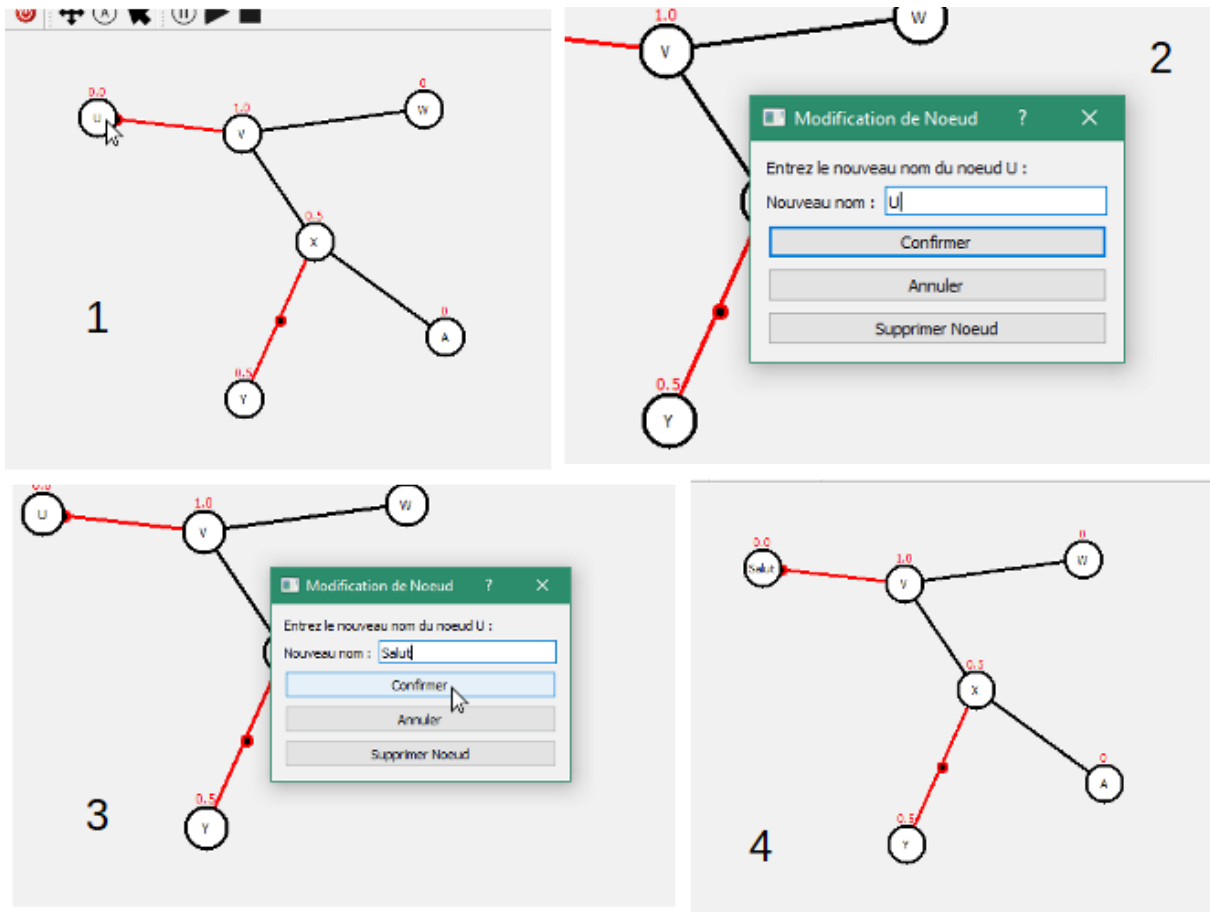 A
0.0
U
1.0
V
0
W
0.5
X
0
A
0.5
Y
1
1.0
V
W
2
Modification de Noeud ?
Entrez le nouveau nom du noeud U :
Nouveau nom : U
Confirmer
Annuler
Supprimer Noeud
0.5
Y
U
1.0
V
W
Modification de Noeud ?
Entrez le nouveau nom du noeud U :
Nouveau nom : Salut
Confirmer
Annuler
Supprimer Noeud
0.5
Y
3
0.0
Salut
1.0
V
0
W
0.5
X
0
A
0.5
Y
4